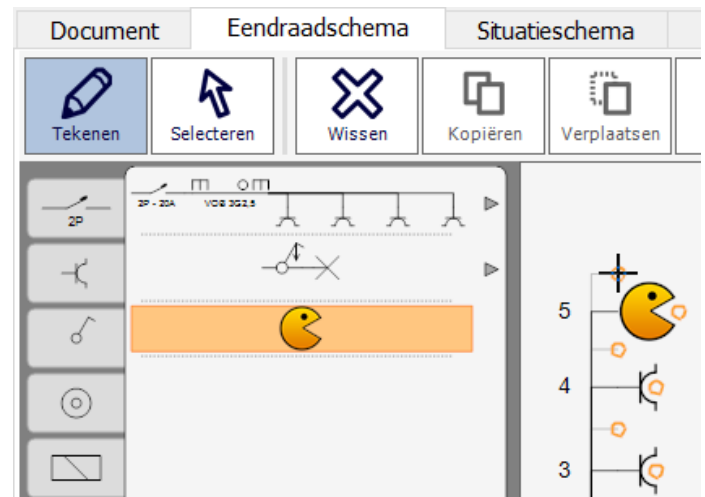 Document Eendraadschema Situatieschema
Tekenen Selecteren Wissen Kopiëren Verplaatsen
2P - 20A VOB 3G2,5
2P
5
4
3